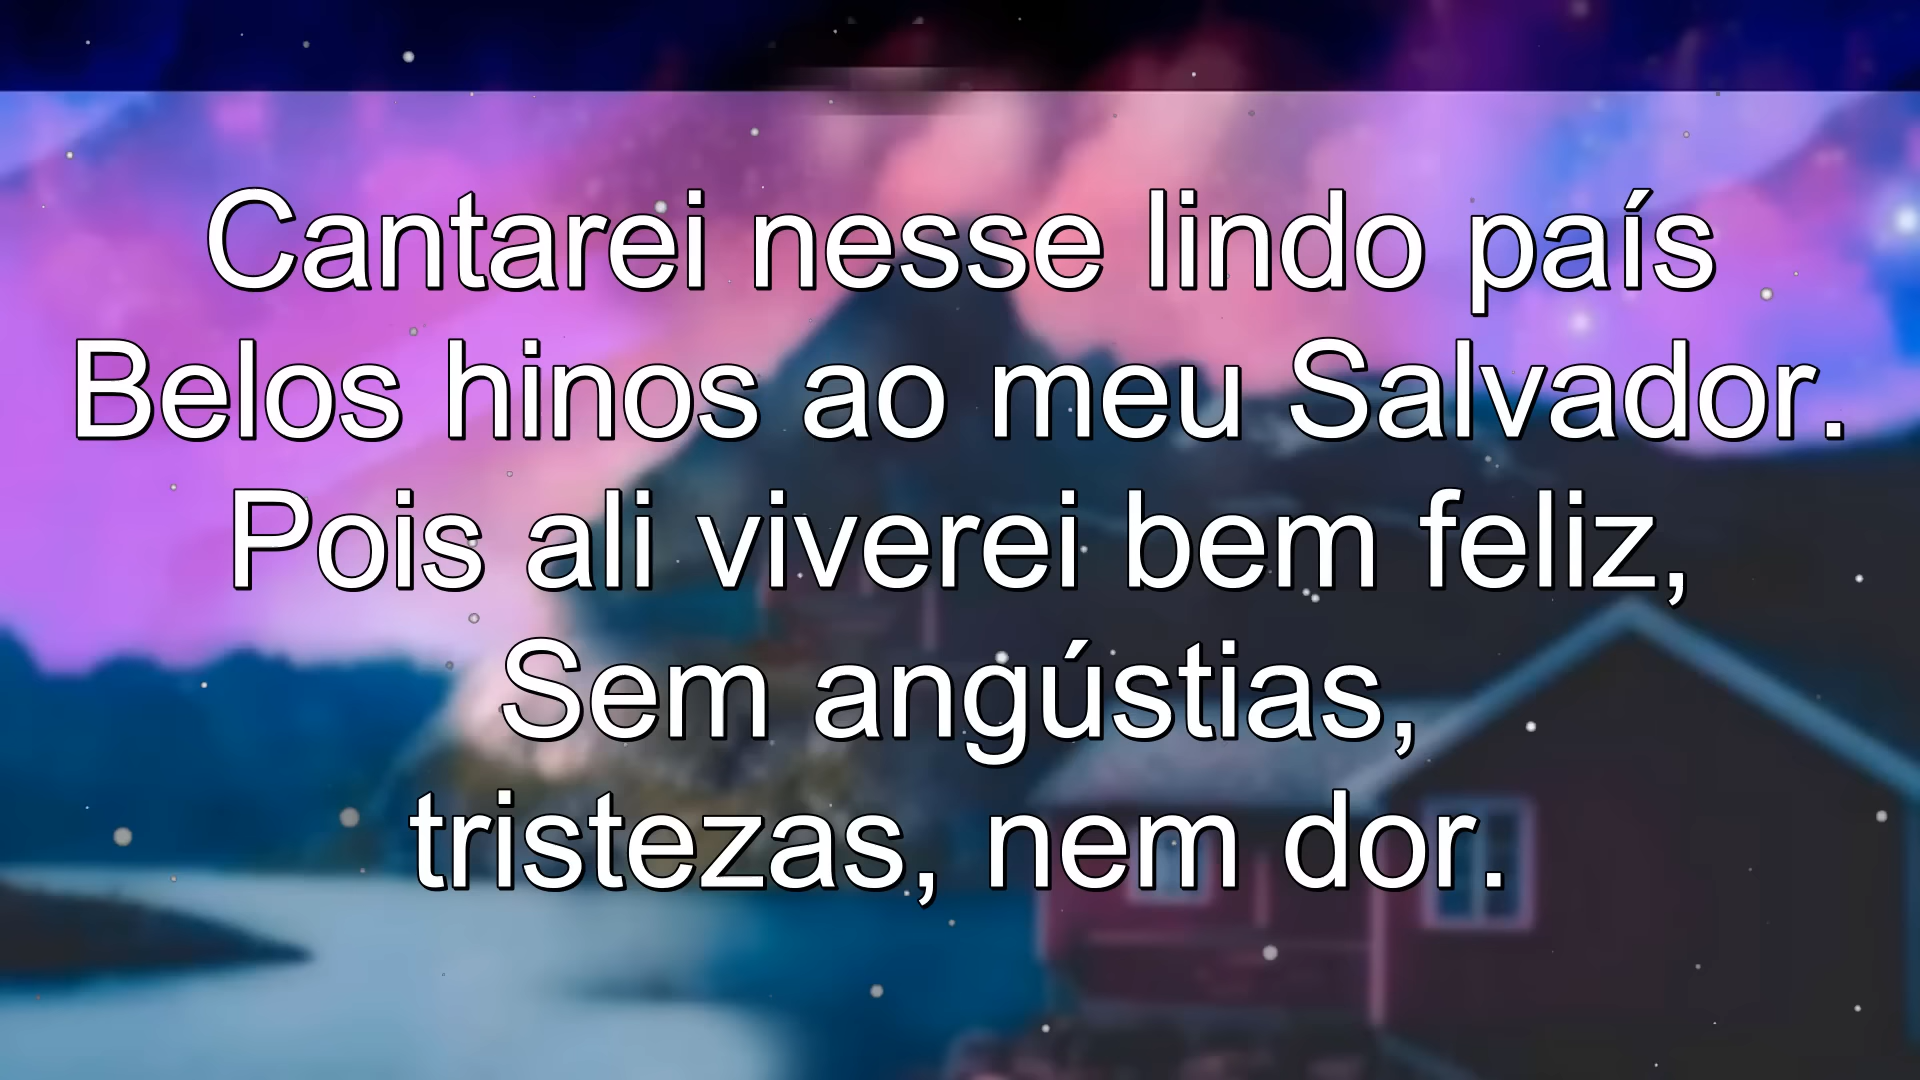 Cantarei nesse lindo país
Belos hinos ao meu Salvador.
Pois ali viverei bem feliz,
Sem angústias,
tristezas, nem dor.